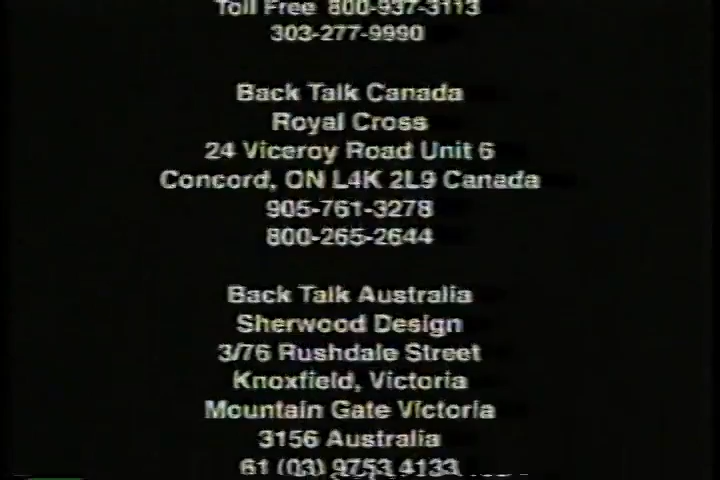 Toll Free 800-937-3113
303-277-9990
Back Talk Canada
Royal Cross
24 Viceroy Road Unit 6
Concord, ON L4K 2L9 Canada
905-761-3278
800-265-2644
Back Talk Australia
Sherwood Design
3/76 Rushdale Street
Knoxfield, Victoria
Mountain Gate Victoria
3156 Australia
61 (03) 9753 4133